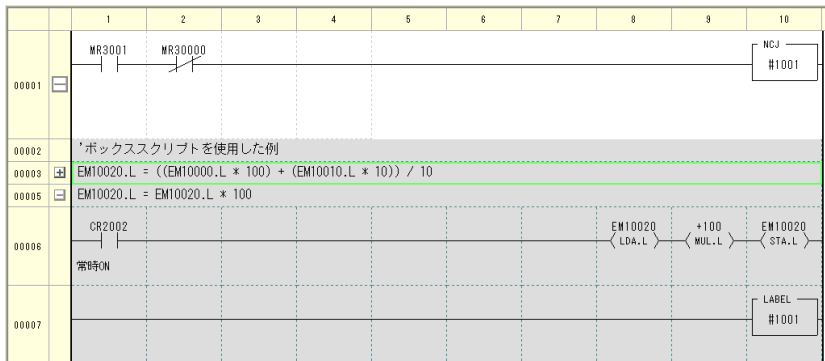 1 2 3 4 5 6 7 8 9 10
MR3001 MR30000 NCJ
00001 #1001
00002 'ボックススクリプトを使用した例
00003 EM10020.L = ((EM10000.L * 100) + (EM10010.L * 10)) / 10
00005 EM10020.L = EM10020.L * 100
CR2002 EM10020 +100 EM10020
00006 LDA.L MUL.L STA.L
常時ON
LABEL
00007 #1001